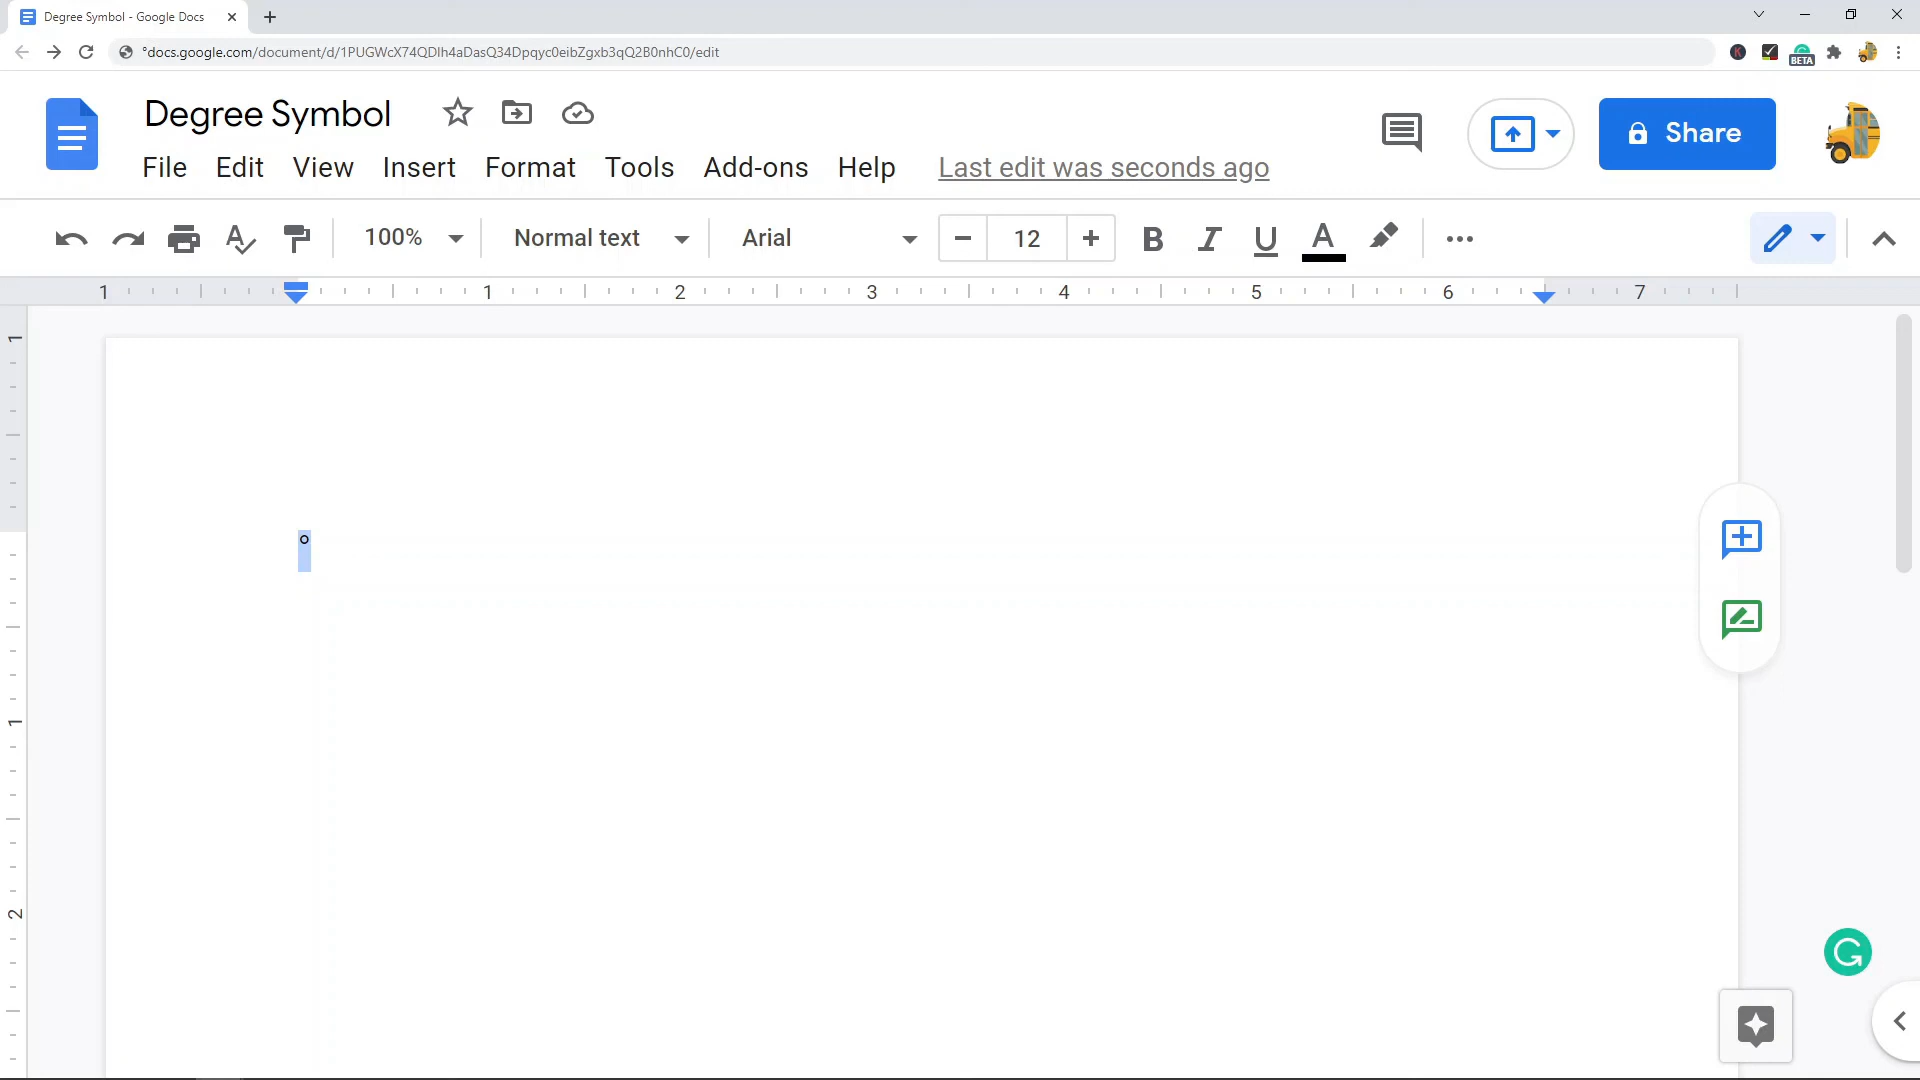 Degree Symbol - Google Docs
°docs.google.com/document/d/1PUGWcX74QDlh4aDasQ34Dpqyc0eibZgxb3qQ2B0nhC0/edit
K
BETA
Degree Symbol
Share
File Edit View Insert Format Tools Add-ons Help Last edit was seconds ago
100% Normal text Arial 12 B I U A
1 1 2 3 4 5 6 7
1
°
1
2